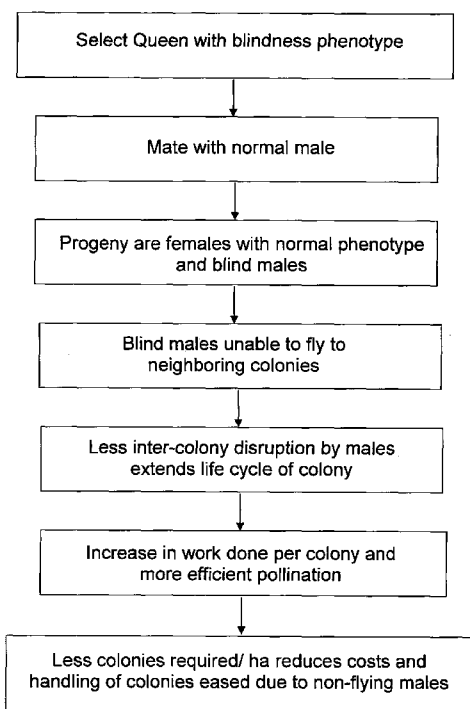 Select Queen with blindness phenotype
Mate with normal male
Progeny are females with normal phenotype
and blind males
Blind males unable to fly to
neighboring colonies
Less inter-colony disruption by males
extends life cycle of colony
Increase in work done per colony and
more efficient pollination
Less colonies required/ ha reduces costs and
handling of colonies eased due to non-flying males